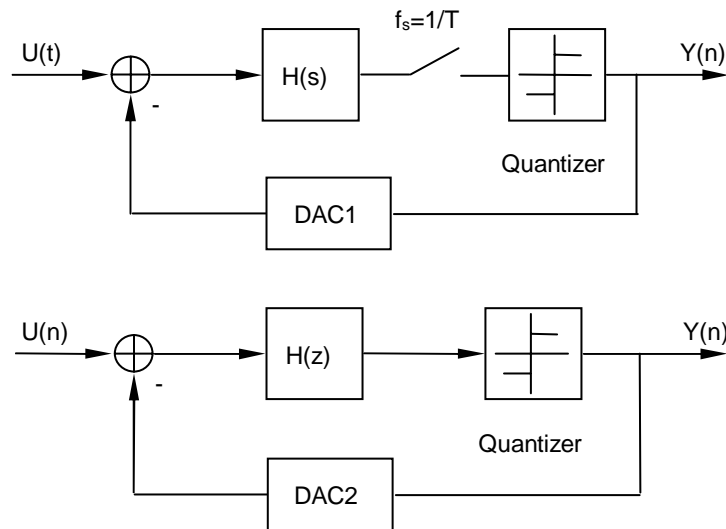 fₛ=1/T
U(t)
H(s)
Y(n)
-
Quantizer
DAC1
U(n)
H(z)
Y(n)
-
Quantizer
DAC2